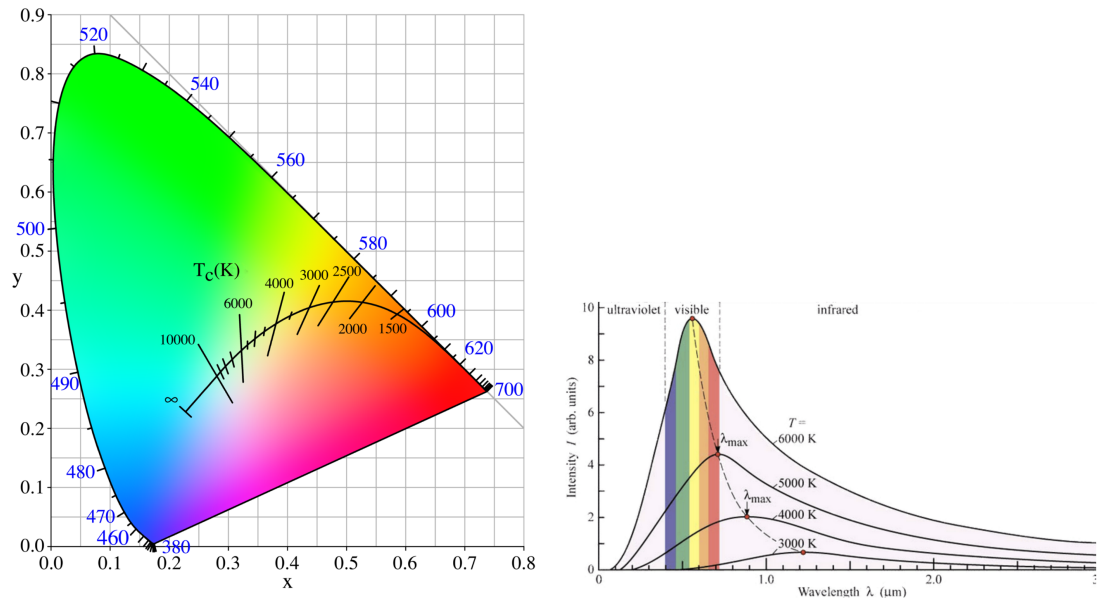 0.9
0.8
0.7
0.6
0.5
y
0.4
0.3
0.2
0.1
0.0
0.0 0.1 0.2 0.3 0.4 0.5 0.6 0.7 0.8
x
520
540
560
580
600
620
700
500
490
480
470
460
380
Tc(K)
∞
10000
6000
4000
3000
2500
2000
1500
ultraviolet visible infrared
10
8
6
4
2
0
Intensity I (arb. units)
T =
6000 K
λmax
5000 K
λmax
4000 K
3000 K
0 1.0 2.0 3
Wavelength λ (μm)